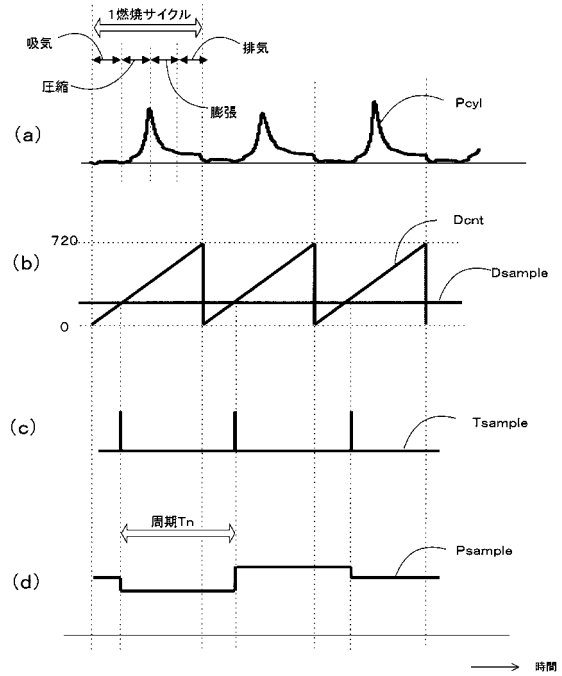 1燃焼サイクル
吸気
排気
圧縮
膨張
Pcyl
(a)
720
Dcnt
(b)
Dsample
0
(c)
Tsample
周期Tn
Psample
(d)
時間